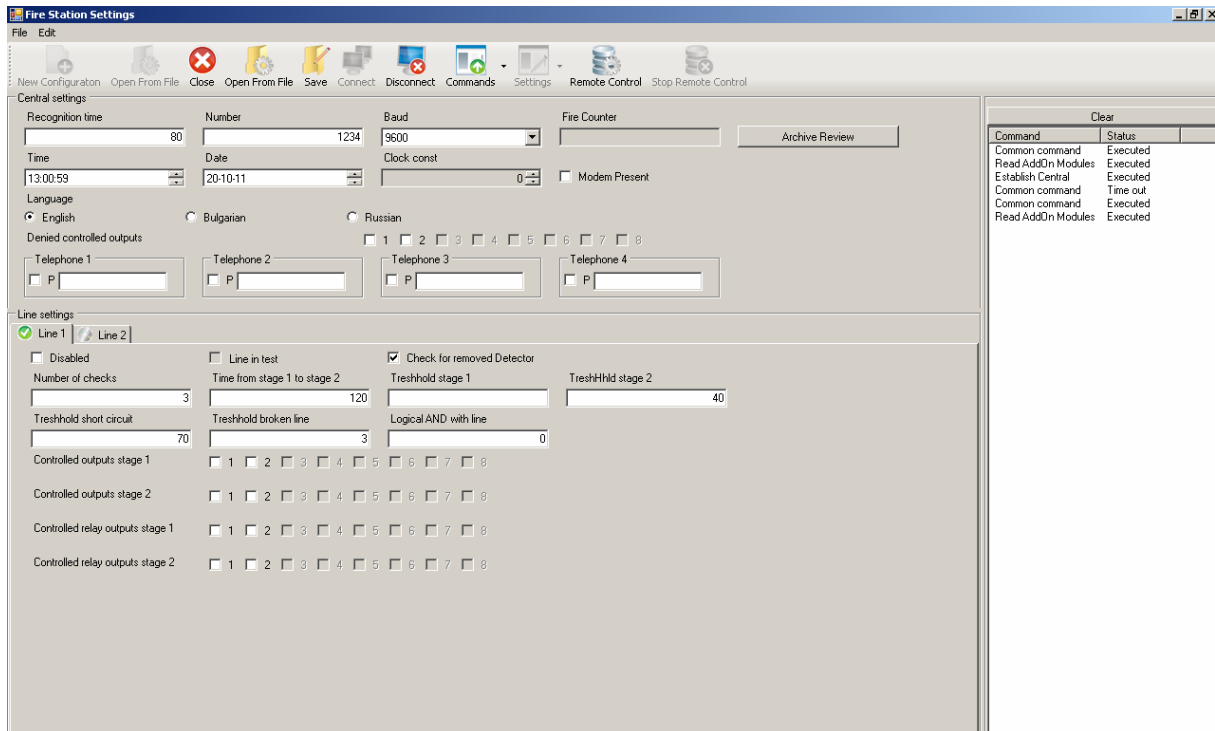 Fire Station Settings
File Edit
New Configuraton Open From File Close Open From File Save Connect Disconnect Commands Settings Remote Control Stop Remote Control
Central settings
Recognition time Number Baud Fire Counter
80 1234 9600 Archive Review
Time Date Clock const
13:00:59 20-10-11 0 Modem Present
Language
English Bulgarian Russian
Denied controlled outputs 1 2 3 4 5 6 7 8
Telephone 1 Telephone 2 Telephone 3 Telephone 4
P P P P
Line settings
Line 1 Line 2
Disabled Line in test Check for removed Detector
Number of checks Time from stage 1 to stage 2 Treshhold stage 1 TreshHhld stage 2
3 120 40
Treshhold short circuit Treshhold broken line Logical AND with line
70 3 0
Controlled outputs stage 1 1 2 3 4 5 6 7 8
Controlled outputs stage 2 1 2 3 4 5 6 7 8
Controlled relay outputs stage 1 1 2 3 4 5 6 7 8
Controlled relay outputs stage 2 1 2 3 4 5 6 7 8
Clear
Command Status
Common command Executed
Read AddOn Modules Executed
Establish Central Executed
Common command Time out
Common command Executed
Read AddOn Modules Executed